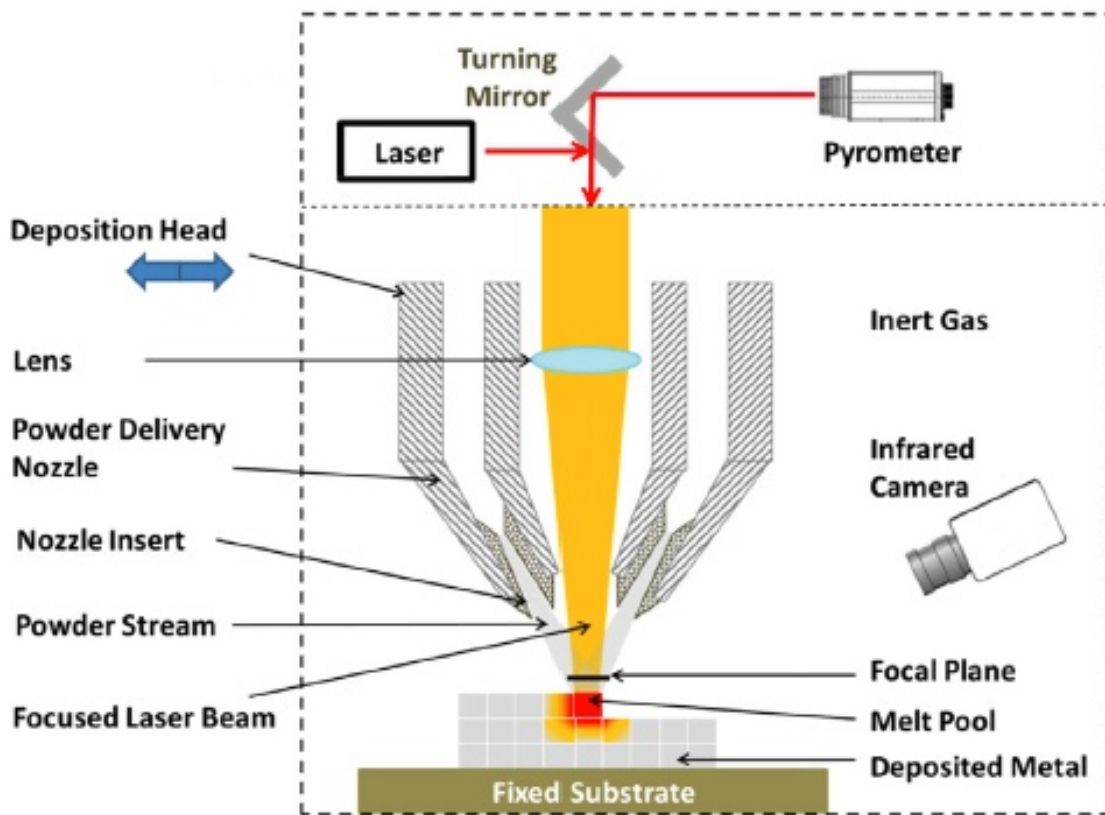 Turning
Mirror
Laser
Pyrometer
Deposition Head
Inert Gas
Lens
Powder Delivery
Nozzle
Infrared
Camera
Nozzle Insert
Powder Stream
Focal Plane
Focused Laser Beam
Melt Pool
Deposited Metal
Fixed Substrate